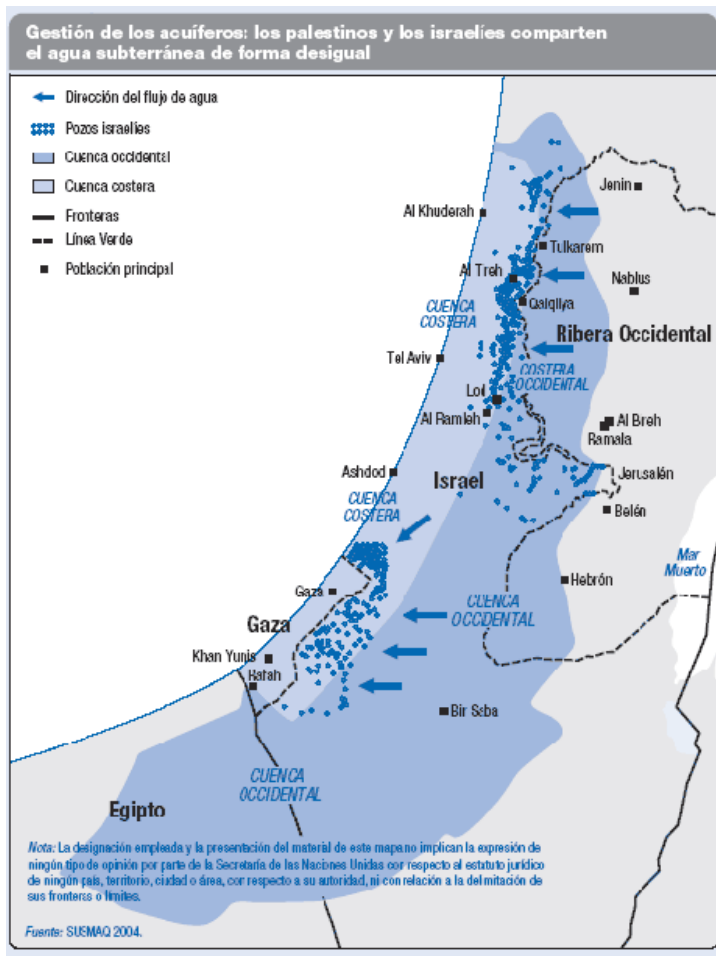 Gestión de los acuíferos: los palestinos y los israelíes comparten
el agua subterránea de forma desigual
Dirección del flujo de agua
Pozos israelíes
Cuenca occidental
Cuenca costera
Fronteras
Línea Verde
Población principal
Jenin
Al Khuderah
Tulkarem
Al Treh
Nablus
Qalqiliya
CUENCA
COSTERA
Ribera Occidental
Tel Aviv
COSTERA
OCCIDENTAL
Lod
Al Ramleh
Al Breh
Ramala
Ashdod
Israel
Jerusalén
CUENCA
COSTERA
Belén
Mar
Muerto
Hebrón
Gaza
CUENCA
OCCIDENTAL
Gaza
Khan Yunis
Rafah
Bir Saba
CUENCA
OCCIDENTAL
Egipto
Nota: La designación empleada y la presentación del material de este mapa no implican la expresión de
ningún tipo de opinión por parte de la Secretaría de las Naciones Unidas cor respecto al estatuto jurídico
de ningún país, territorio, ciudad o área, cor respecto a su autoridad, ni con relación a la delimitación de
sus fronteras o límites.
Fuente: SUSMAQ 2004.